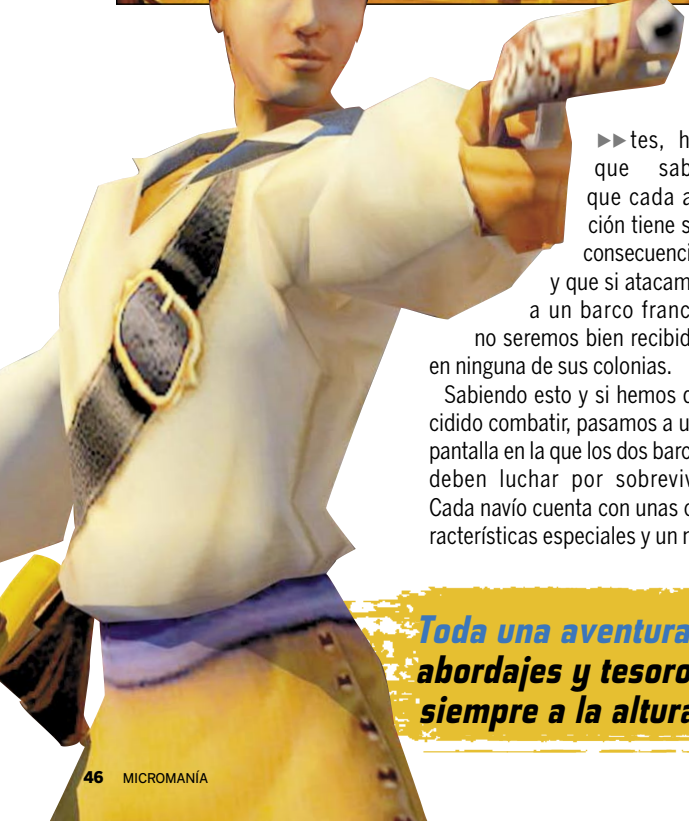 ▶▶tes, h
que sab
que cada a
ción tiene s
consecuenci
y que si atacam
a un barco franc
no seremos bien recibid
en ninguna de sus colonias.
Sabiendo esto y si hemos d
cidido combatir, pasamos a u
pantalla en la que los dos barc
deben luchar por sobreviv
Cada navío cuenta con unas c
racterísticas especiales y un n
Toda una aventura
abordajes y tesoro
siempre a la altura
46 MICROMANÍA